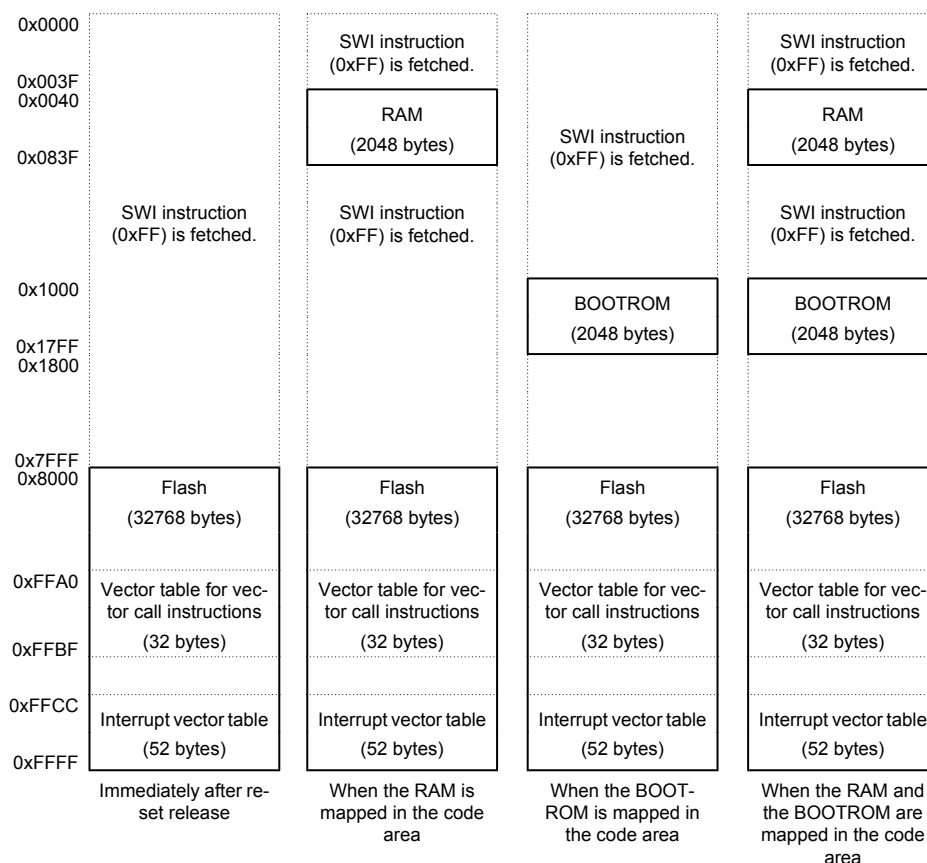 0x0000
0x003F
0x0040
0x083F
0x1000
0x17FF
0x1800
0x7FFF
0x8000
0xFFA0
0xFFBF
0xFFCC
0xFFFF
SWI instruction
(0xFF) is fetched.
Flash
(32768 bytes)
Vector table for vec-
tor call instructions
(32 bytes)
Interrupt vector table
(52 bytes)
Immediately after re-
set release
SWI instruction
(0xFF) is fetched.
RAM
(2048 bytes)
SWI instruction
(0xFF) is fetched.
Flash
(32768 bytes)
Vector table for vec-
tor call instructions
(32 bytes)
Interrupt vector table
(52 bytes)
When the RAM is
mapped in the code
area
SWI instruction
(0xFF) is fetched.
BOOTROM
(2048 bytes)
Flash
(32768 bytes)
Vector table for vec-
tor call instructions
(32 bytes)
Interrupt vector table
(52 bytes)
When the BOOT-
ROM is mapped in
the code area
SWI instruction
(0xFF) is fetched.
RAM
(2048 bytes)
SWI instruction
(0xFF) is fetched.
BOOTROM
(2048 bytes)
Flash
(32768 bytes)
Vector table for vec-
tor call instructions
(32 bytes)
Interrupt vector table
(52 bytes)
When the RAM and
the BOOTROM are
mapped in the code
area